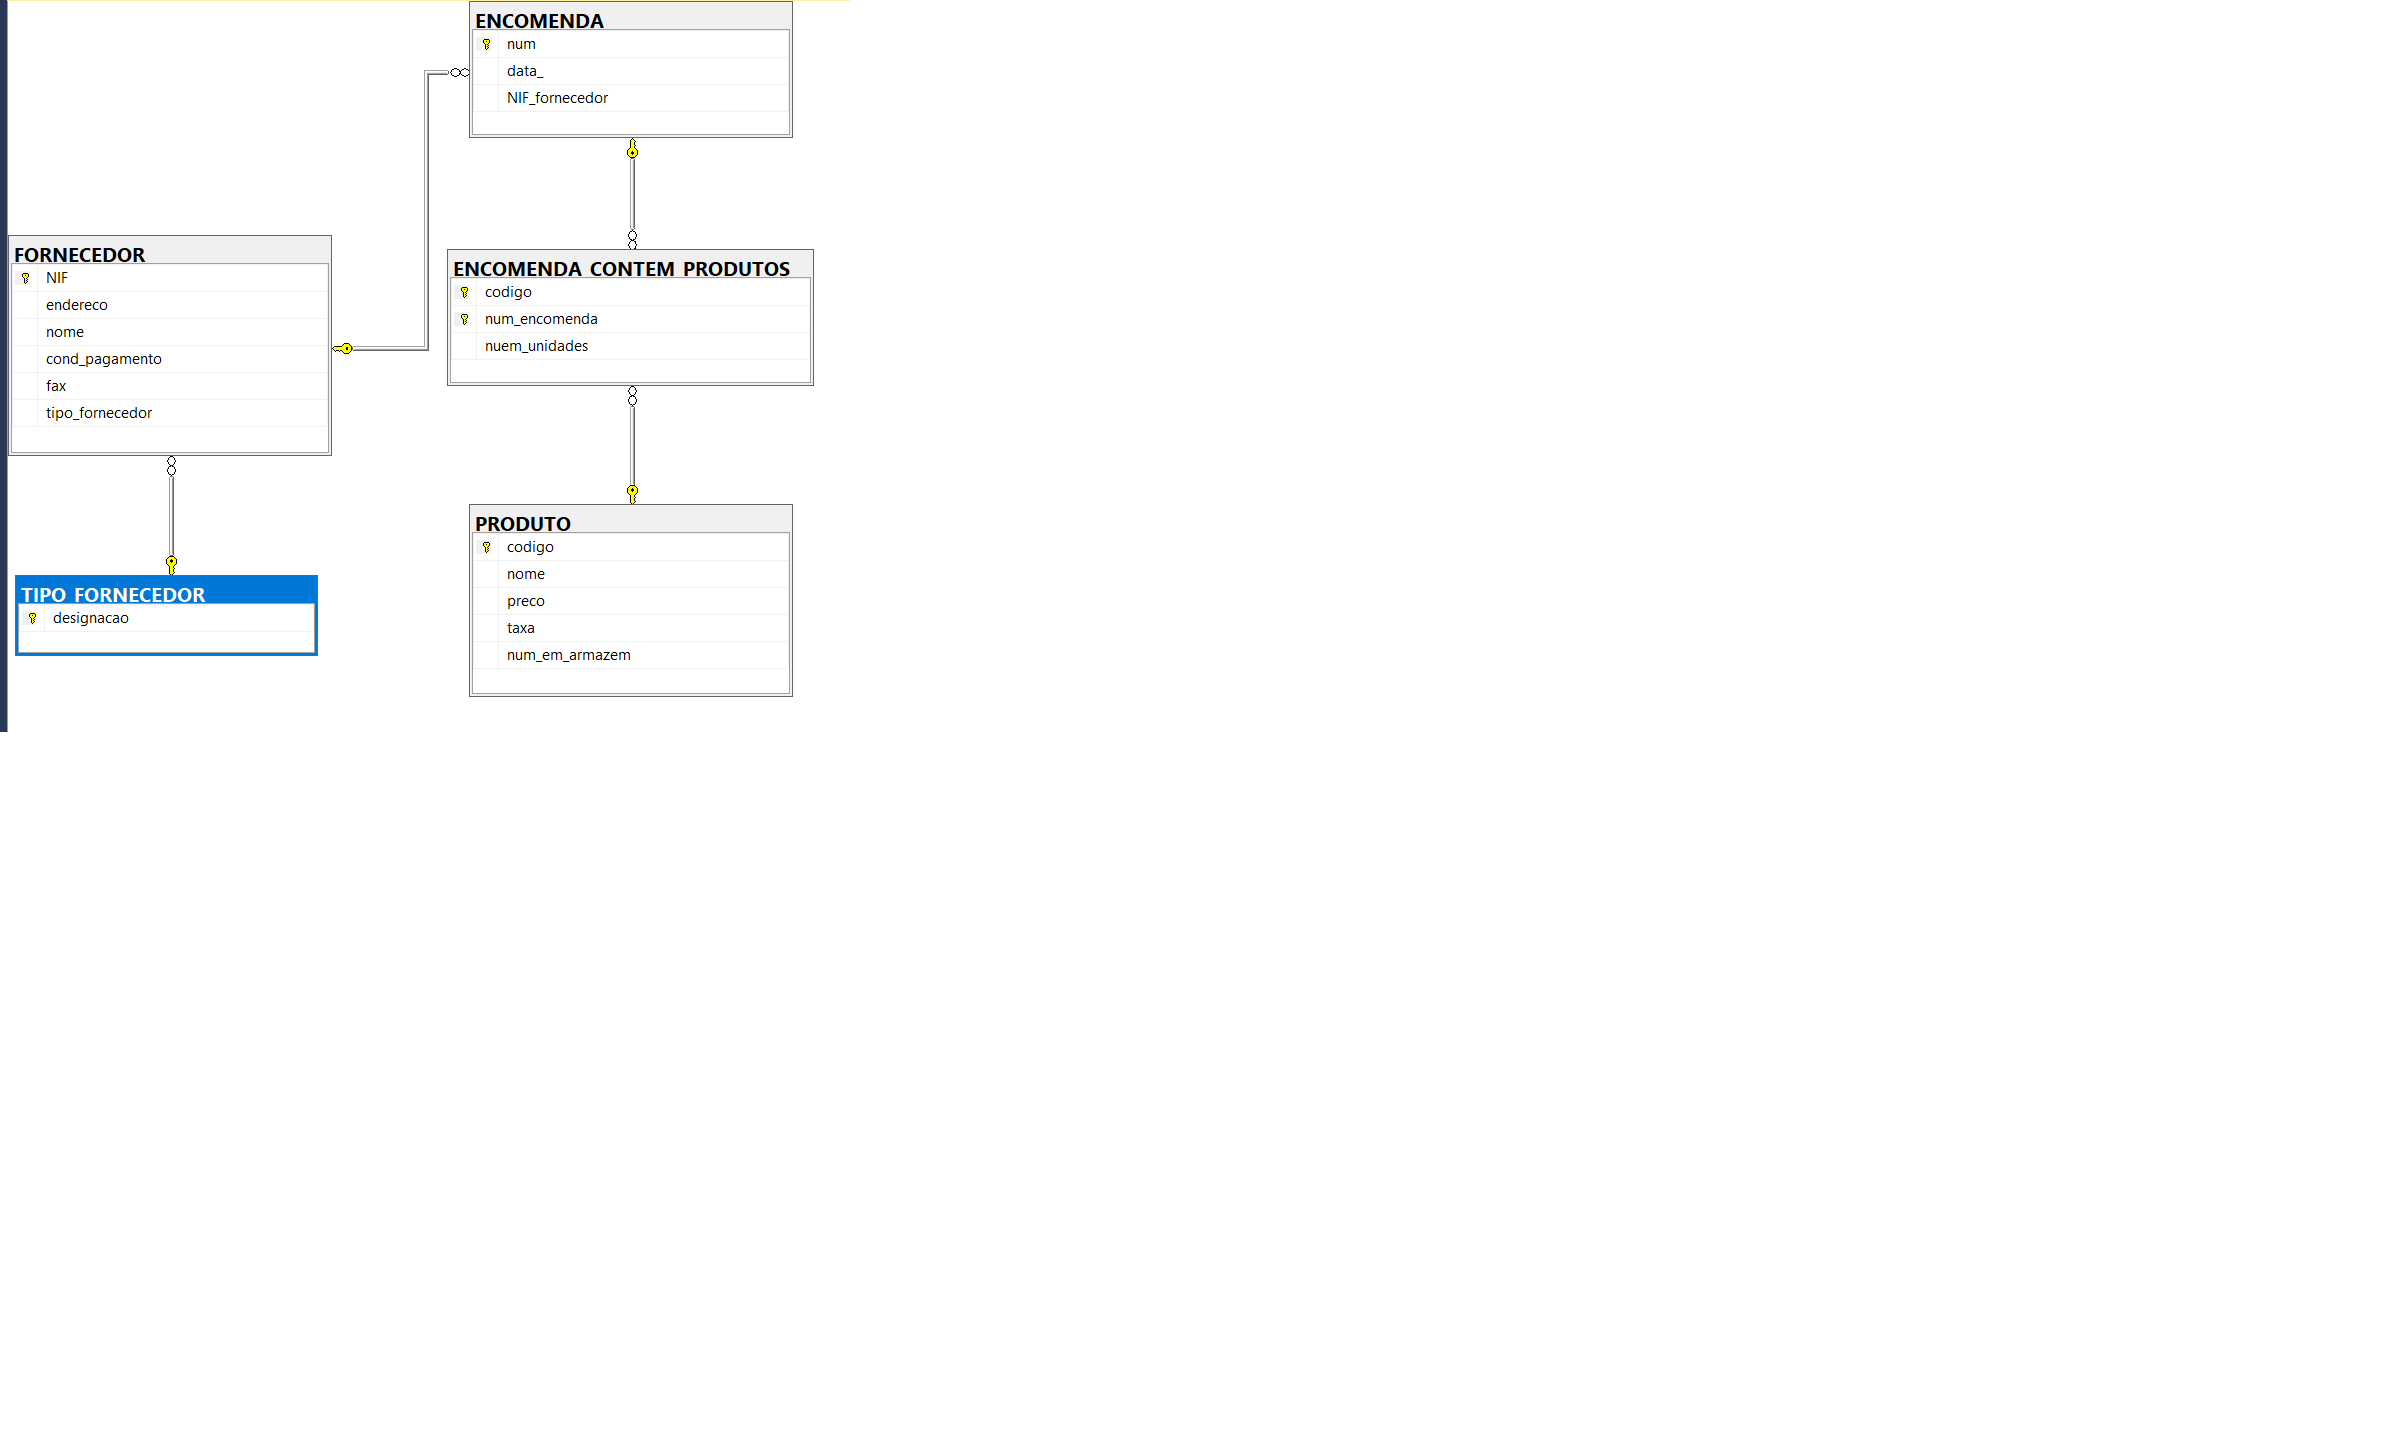 ENCOMENDA
num
data_
NIF_fornecedor
FORNECEDOR
NIF
endereco
nome
cond_pagamento
fax
tipo_fornecedor
ENCOMENDA_CONTEM_PRODUTOS
codigo
num_encomenda
nuem_unidades
TIPO_FORNECEDOR
designacao
PRODUTO
codigo
nome
preco
taxa
num_em_armazem